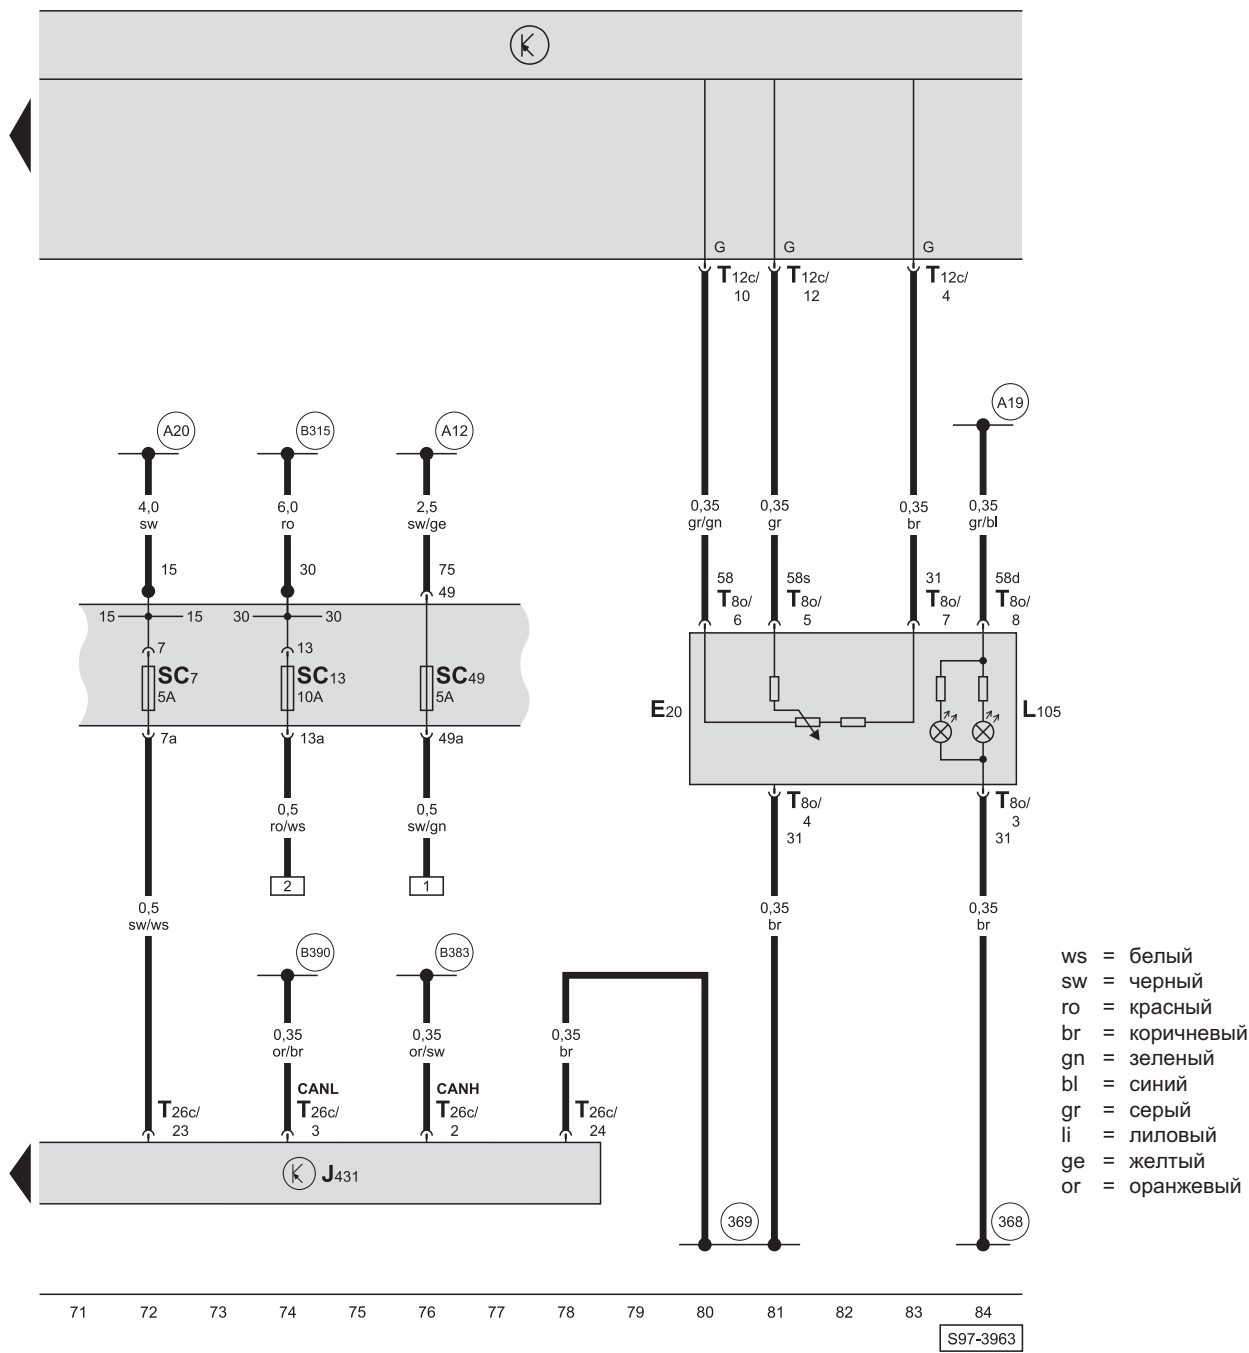 G G G
T12c/ T12c/ T12c/
10 12 4
A19
A20 B315 A12
4,0 6,0 2,5 0,35 0,35 0,35 0,35
sw ro sw/ge gr/gn gr br gr/bl
15 30 75
58 58s 31 58d
49
T8o/ T8o/ T8o/ T8o/
6 5 7 8
15 15 30 30
7 13
SC7 SC13 SC49
5A 10A 5A
E20 L105
7a 13a 49a
0,5 0,5
ro/ws sw/gn
T8o/ T8o/
4 3
31 31
2 1
0,5 0,35 0,35
sw/ws br br
B390 B383
0,35 0,35 0,35
or/br or/sw br
CANL CANH
T26c/ T26c/ T26c/ T26c/
23 3 2 24
J431
369 368
ws = белый
sw = черный
ro = красный
br = коричневый
gn = зеленый
bl = синий
gr = серый
li = лиловый
ge = желтый
or = оранжевый
71 72 73 74 75 76 77 78 79 80 81 82 83 84
S97-3963